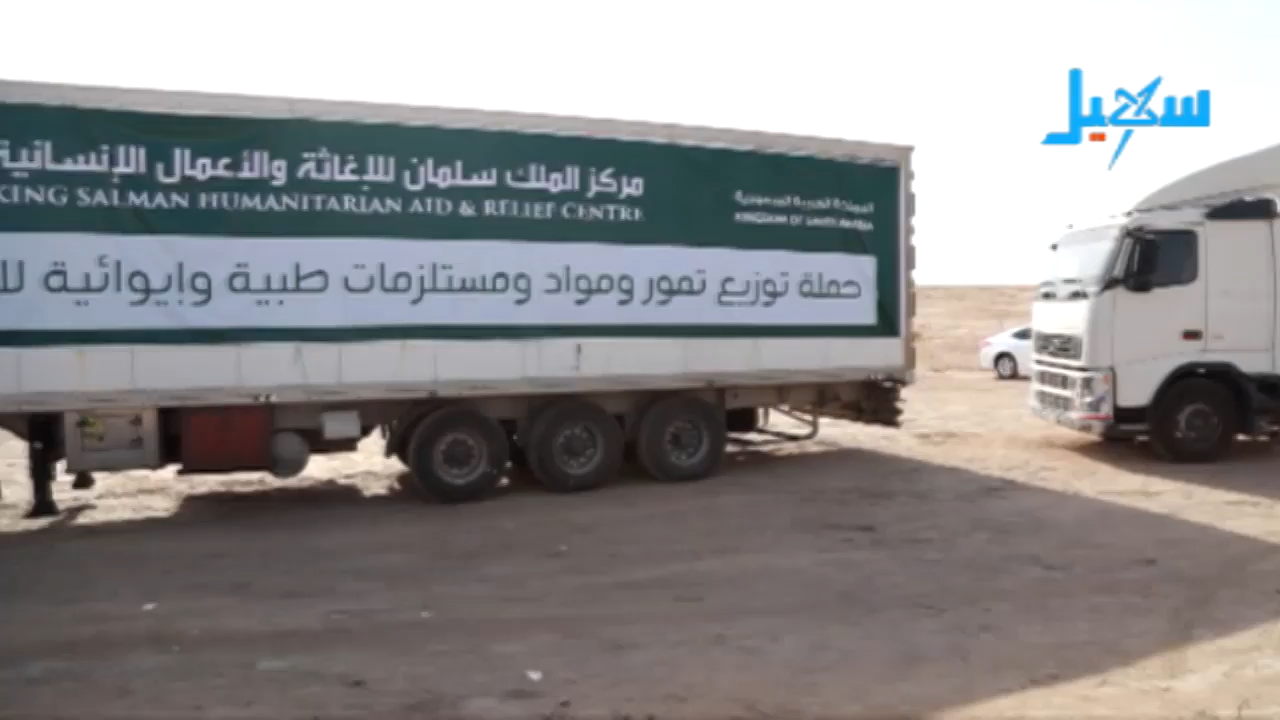 سهيل
مركز الملك سلمان للإغاثة والأعمال الإنسانية
KING SALMAN HUMANITARIAN AID & RELIEF CENTRE
المملكة العربية السعودية
KINGDOM OF SAUDI ARABIA
حملة توزيع تمور ومواد ومستلزمات طبية وإيوائية